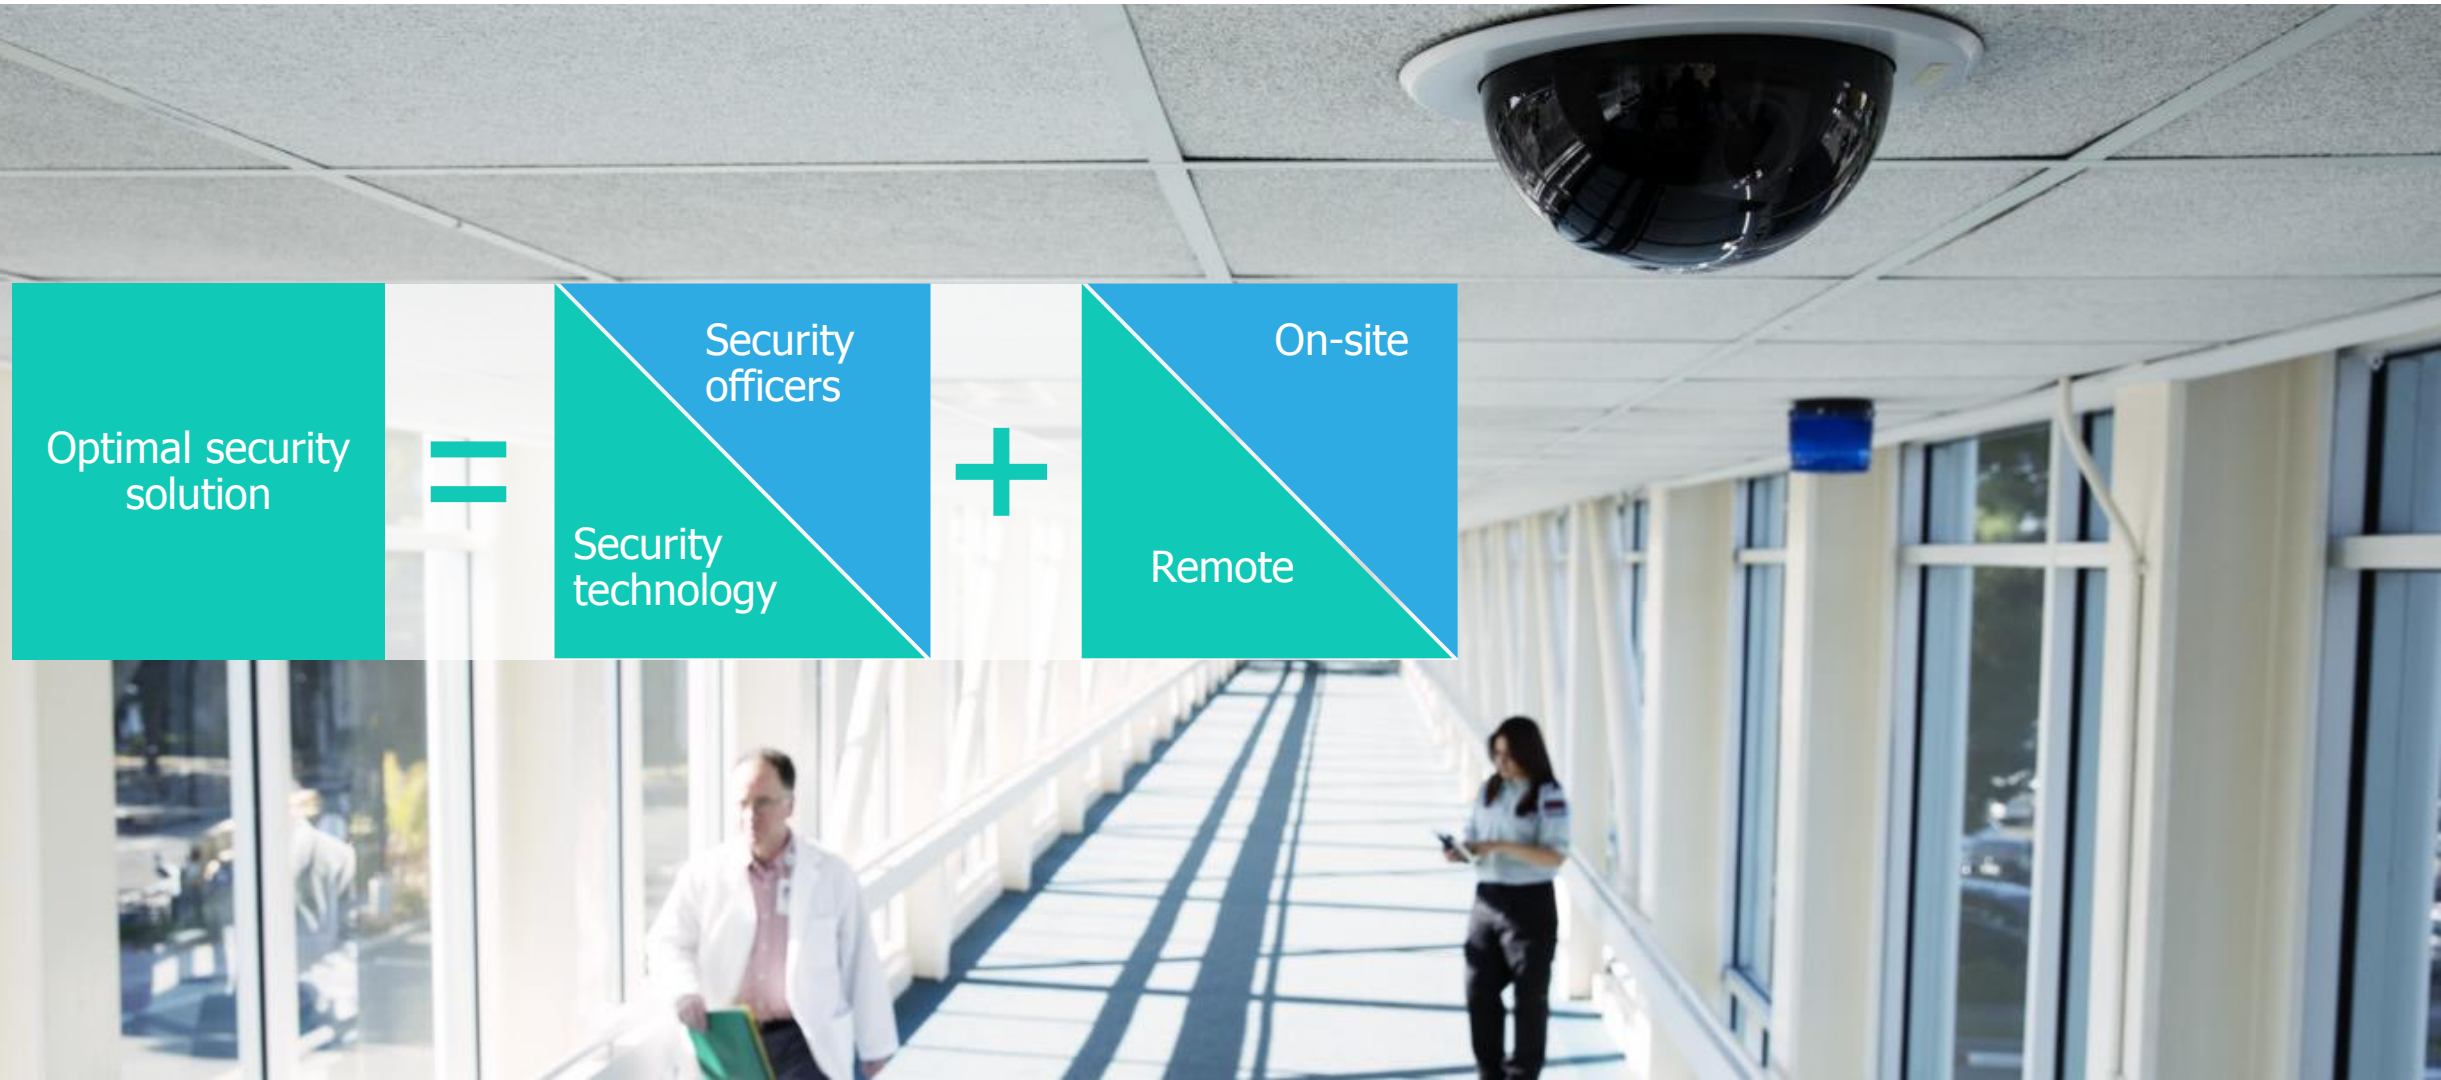 Optimal security
solution
=
Security
officers
Security
technology
+
On-site
Remote